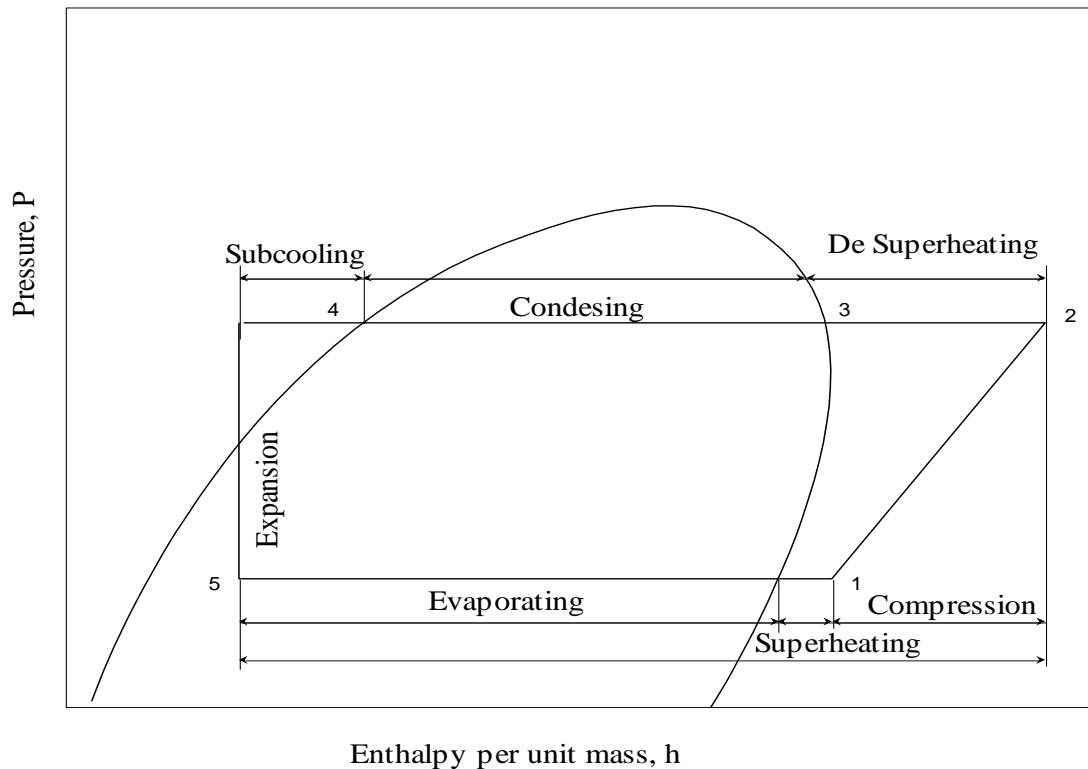 Pressure, P
Subcooling
De Superheating
4
Condesing
3
2
Expansion
5
1
Evaporating
Compression
Superheating
Enthalpy per unit mass, h